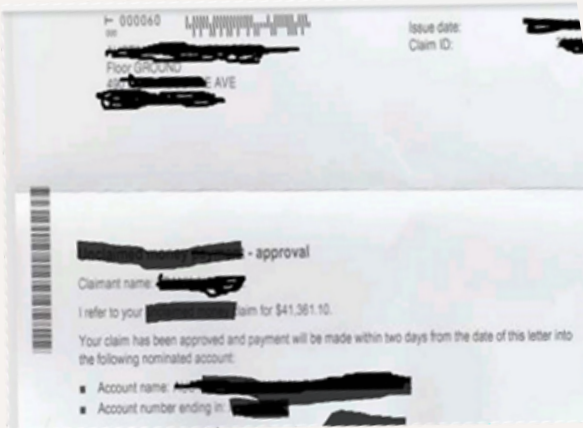 T 000060
Issue date:
Claim ID:
Floor GROUND
AVE
- approval
Claimant name:
I refer to your claim for $41,361.10.
Your claim has been approved and payment will be made within two days from the date of this letter into
the following nominated account:
Account name:
Account number ending in: